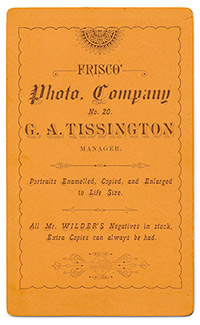 FRISCO'
Photo. Company
No. 20.
G. A. TISSINGTON
MANAGER.
Portraits Enamelled, Copied, and Enlarged
to Life Size.
All Mr. WILDER'S Negatives in stock,
Extra Copies can always be had.